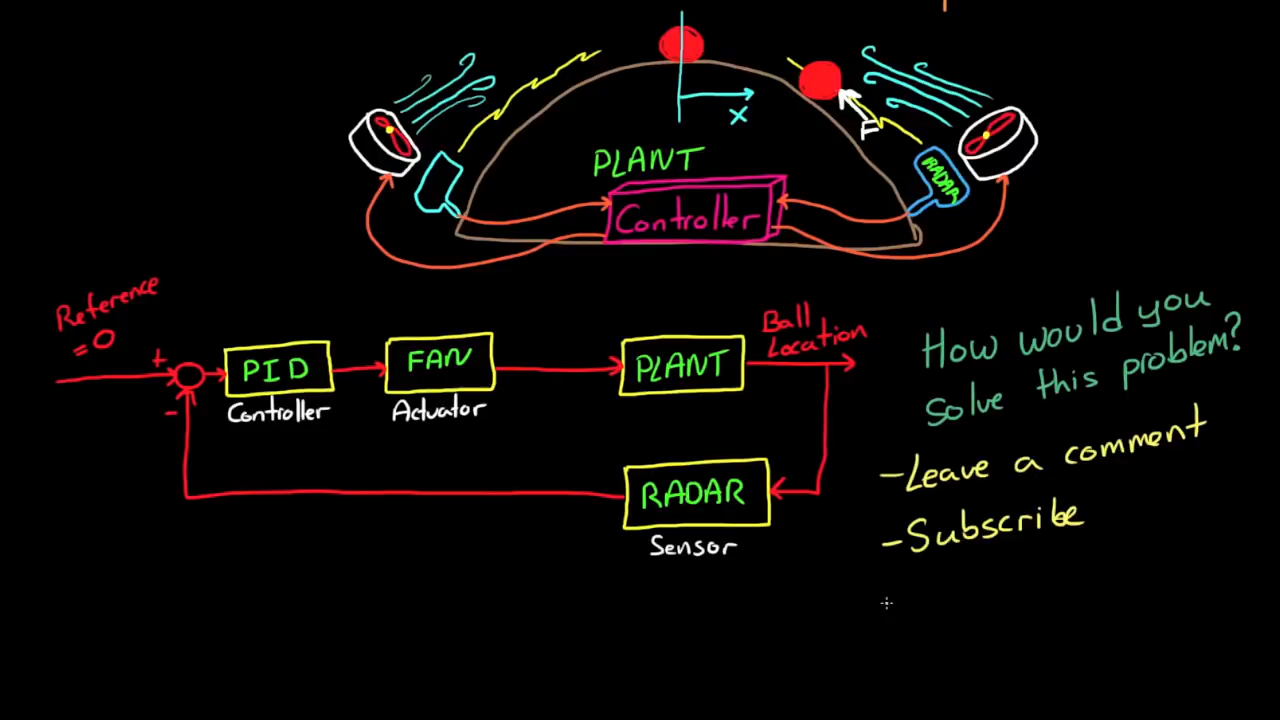 X
F
PLANT
RADAR
Controller
Reference
=0
+
-
PID
Controller
FAN
Actuator
PLANT
Ball
Location
RADAR
Sensor
How would you
solve this problem?
-Leave a comment
-Subscribe